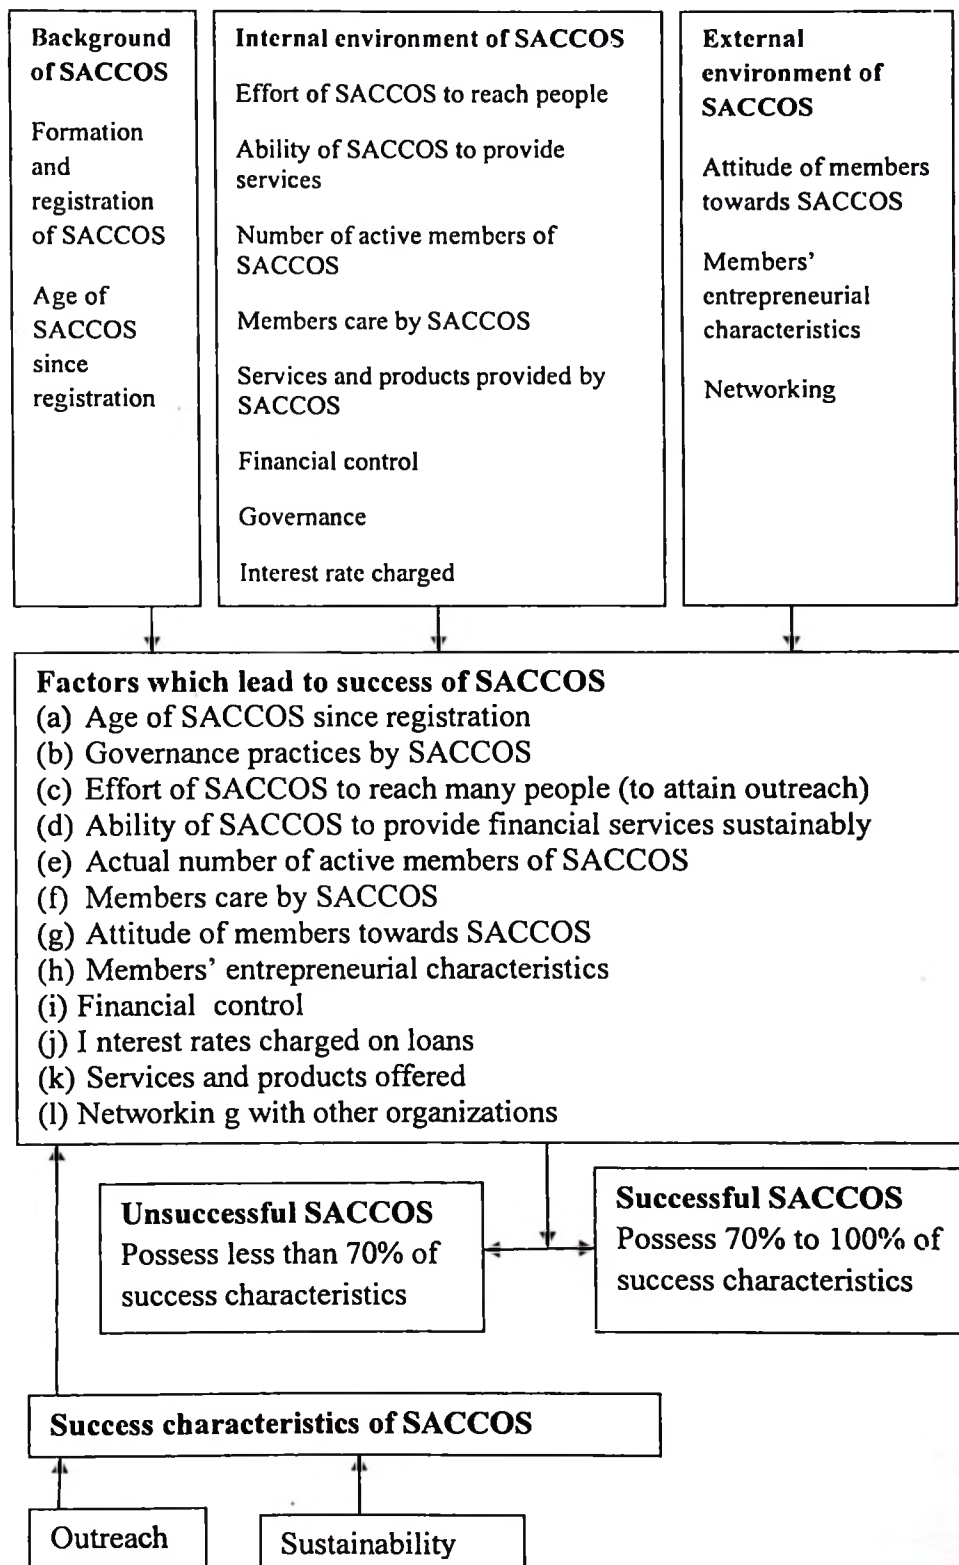 Background
of SACCOS
Formation
and
registration
of SACCOS
Age of
SACCOS
since
registration
Internal environment of SACCOS
Effort of SACCOS to reach people
Ability of SACCOS to provide
services
Number of active members of
SACCOS
Members care by SACCOS
Services and products provided by
SACCOS
Financial control
Governance
Interest rate charged
External
environment of
SACCOS
Attitude of members
towards SACCOS
Members’
entrepreneurial
characteristics
Networking
Factors which lead to success of SACCOS
(a) Age of SACCOS since registration
(b) Governance practices by SACCOS
(c) Effort of SACCOS to reach many people (to attain outreach)
(d) Ability of SACCOS to provide financial services sustainably
(e) Actual number of active members of SACCOS
(f) Members care by SACCOS
(g) Attitude of members towards SACCOS
(h) Members’ entrepreneurial characteristics
(i) Financial control
(j) I nterest rates charged on loans
(k) Services and products offered
(l) Networkin g with other organizations
Unsuccessful SACCOS
Possess less than 70% of
success characteristics
Successful SACCOS
Possess 70% to 100% of
success characteristics
Success characteristics of SACCOS
Outreach
Sustainability